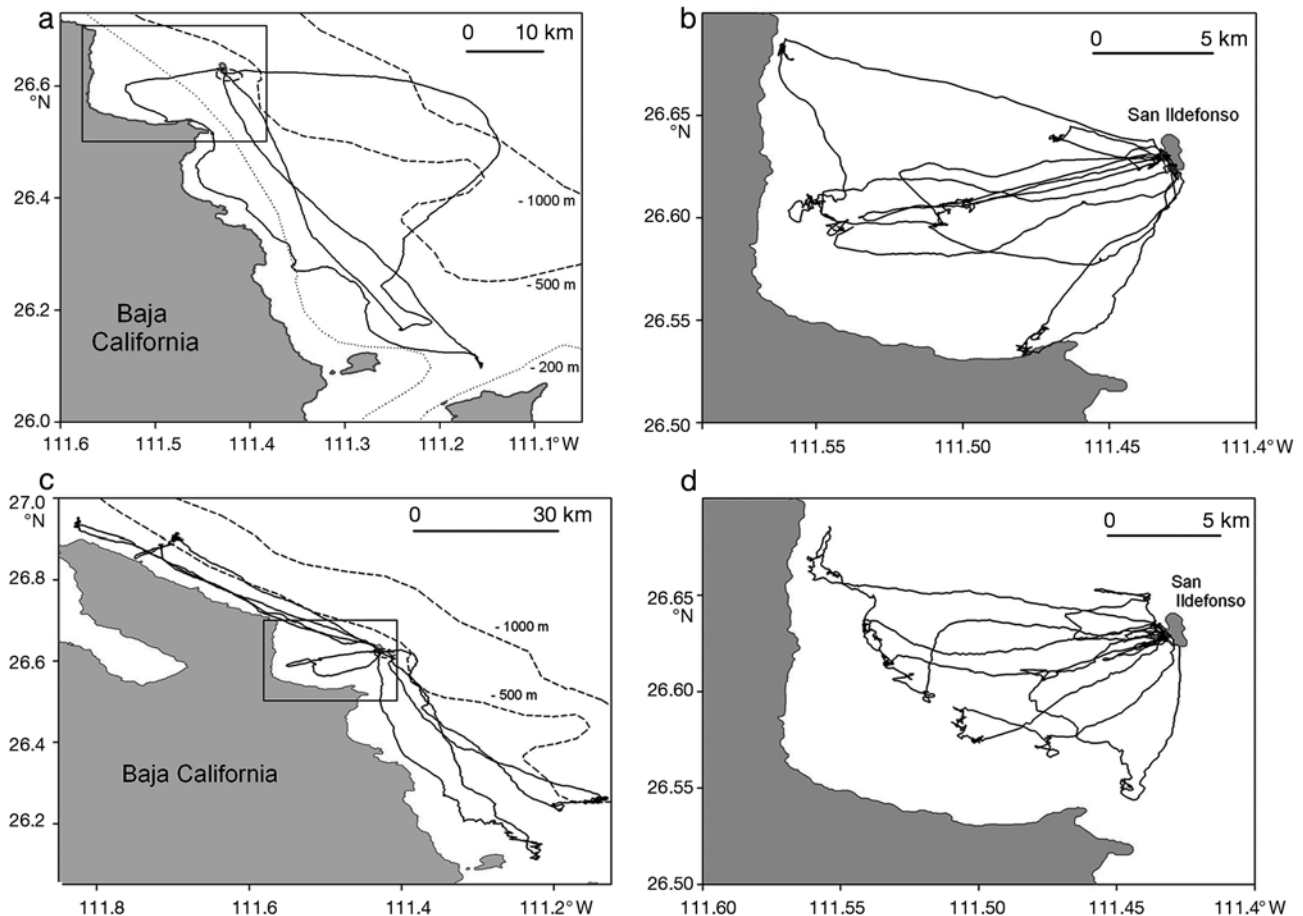 a
0 10 km
26.6
°N
26.4
26.2
26.0
- 1000 m
- 500 m
- 200 m
Baja
California
111.6 111.5 111.4 111.3 111.2 111.1°W
b
0 5 km
26.65
°N
26.60
26.55
26.50
San Ildefonso
111.55 111.50 111.45 111.4°W
c
27.0
°N
26.8
26.6
26.4
26.2
0 30 km
- 1000 m
- 500 m
Baja California
111.8 111.6 111.4 111.2°W
d
0 5 km
26.65
°N
26.60
26.55
26.50
San
Ildefonso
111.60 111.55 111.50 111.45 111.4°W